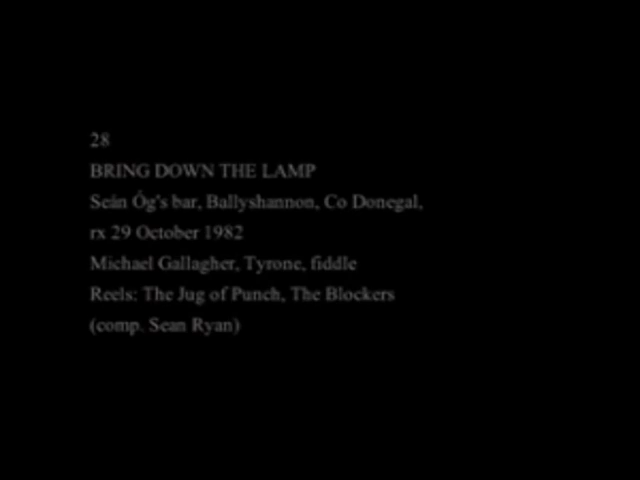 28
BRING DOWN THE LAMP
Seán Óg's bar, Ballyshannon, Co Donegal,
rx 29 October 1982
Michael Gallagher, Tyrone, fiddle
Reels: The Jug of Punch, The Blockers
(comp. Sean Ryan)